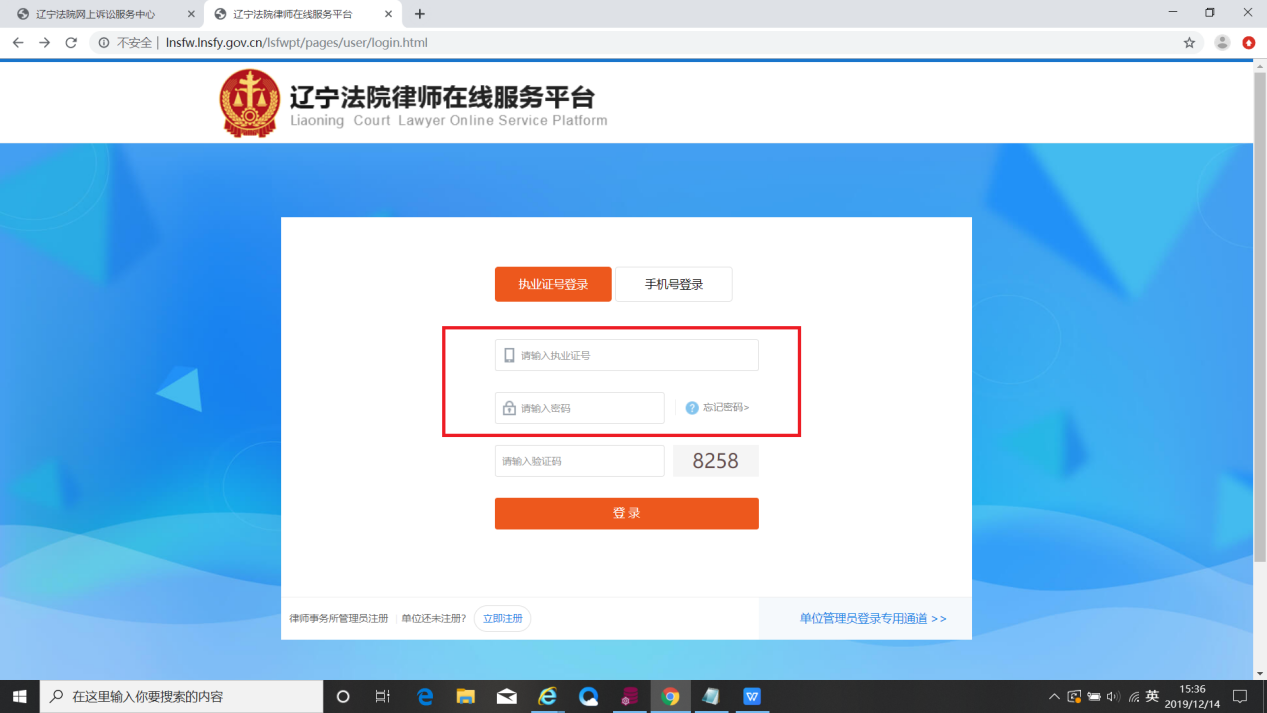 辽宁法院网上诉讼服务中心
辽宁法院律师在线服务平台
不安全 | lnsfw.lnsfy.gov.cn/lsfwpt/pages/user/login.html
辽宁法院律师在线服务平台
Liaoning Court Lawyer Online Service Platform
执业证号登录 手机号登录
请输入执业证号
请输入密码 ? 忘记密码>
请输入验证码 8258
登 录
律师事务所管理员注册 单位还未注册? 立即注册 单位管理员登录专用通道 >>
在这里输入你要搜索的内容
英 15:36
2019/12/14